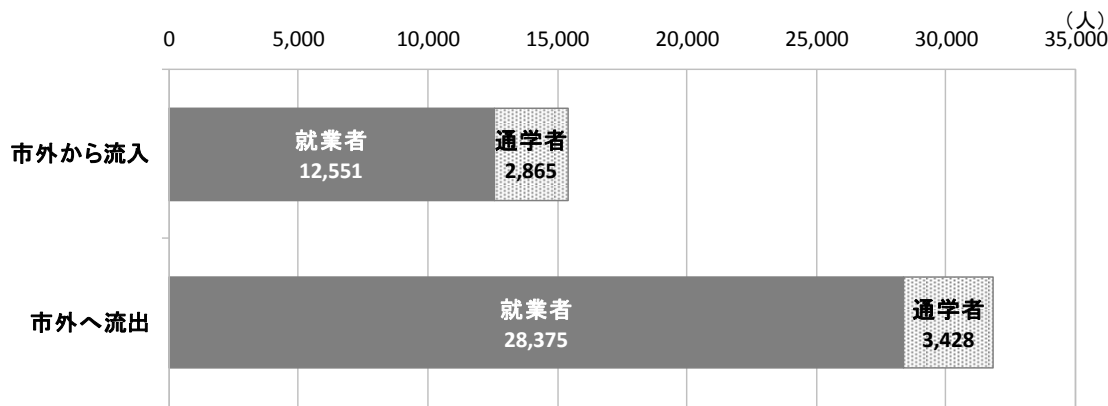 （人）
0 5,000 10,000 15,000 20,000 25,000 30,000 35,000
市外から流入
就業者
12,551
通学者
2,865
市外へ流出
就業者
28,375
通学者
3,428